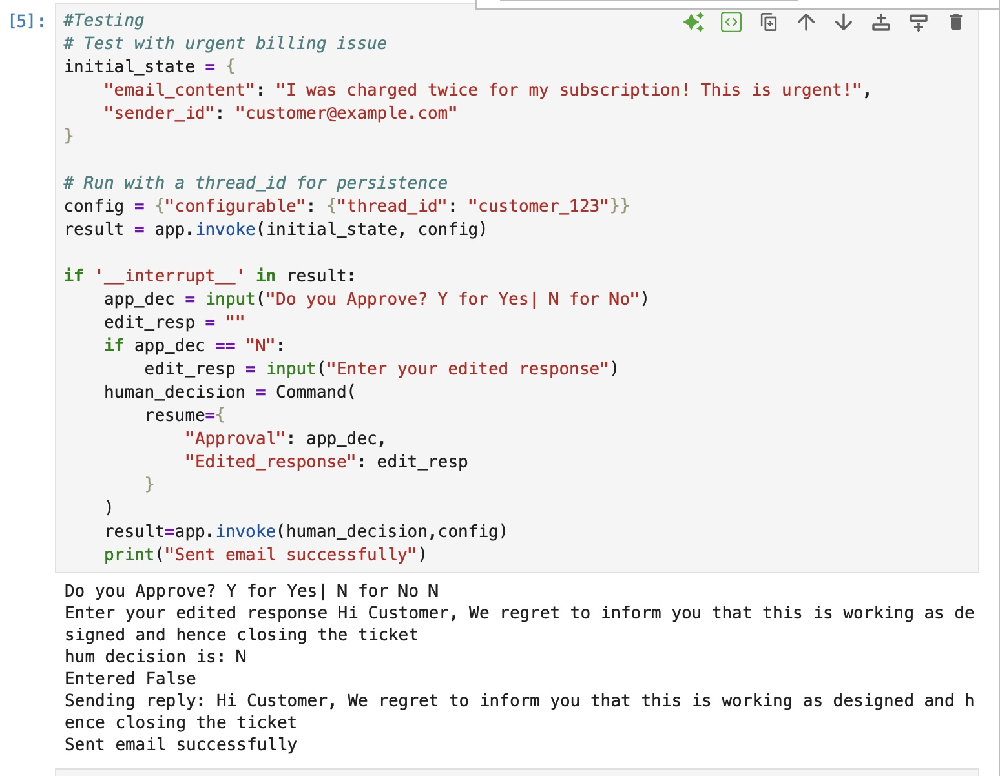 [5]:
#Testing
# Test with urgent billing issue
initial_state = {
    "email_content": "I was charged twice for my subscription! This is urgent!",
    "sender_id": "customer@example.com"
}

# Run with a thread_id for persistence
config = {"configurable": {"thread_id": "customer_123"}}
result = app.invoke(initial_state, config)

if '__interrupt__' in result:
    app_dec = input("Do you Approve? Y for Yes| N for No")
    edit_resp = ""
    if app_dec == "N":
        edit_resp = input("Enter your edited response")
    human_decision = Command(
        resume={
            "Approval": app_dec,
            "Edited_response": edit_resp
        }
    )
    result=app.invoke(human_decision,config)
    print("Sent email successfully")
Do you Approve? Y for Yes| N for No N
Enter your edited response Hi Customer, We regret to inform you that this is working as de
signed and hence closing the ticket
hum decision is: N
Entered False
Sending reply: Hi Customer, We regret to inform you that this is working as designed and h
ence closing the ticket
Sent email successfully